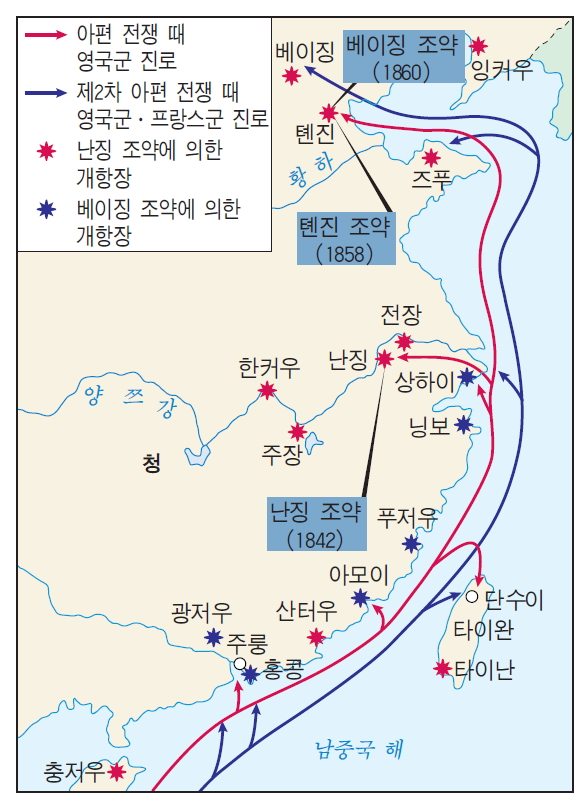 아편 전쟁 때
영국군 진로
제2차 아편 전쟁 때
영국군·프랑스군 진로
난징 조약에 의한
개항장
베이징 조약에 의한
개항장
베이징
베이징 조약
(1860)
잉커우
톈진
황하
즈푸
톈진 조약
(1858)
전장
난징
한커우
상하이
양쯔강
닝보
주장
청
난징 조약
(1842)
푸저우
아모이
단수이
광저우
산터우
타이완
주룽
홍콩
타이난
남중국 해
충저우